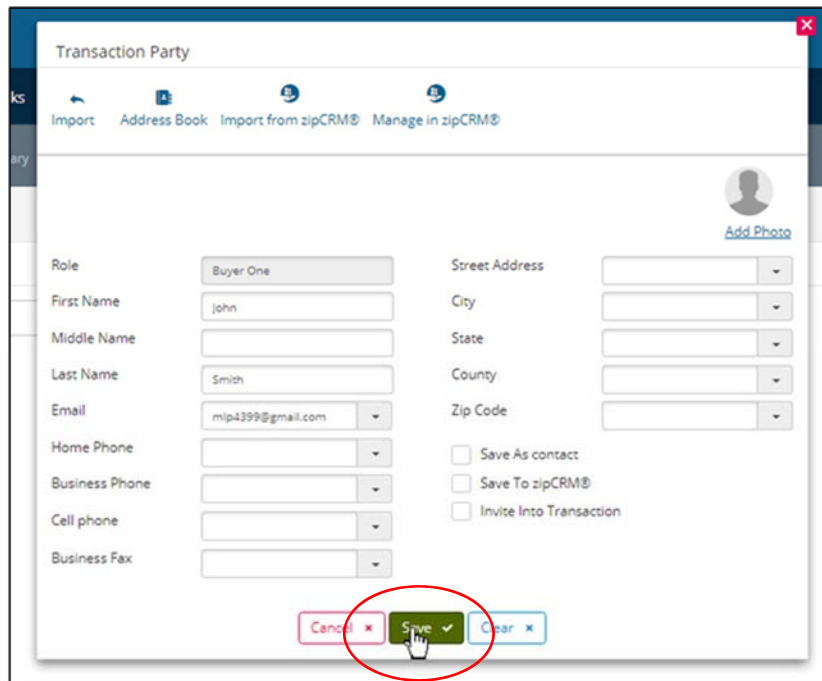 Transaction Party
ks
Import Address Book Import from zipCRM® Manage in zipCRM®
ary
Add Photo
Role Buyer One
First Name John
Middle Name
Last Name Smith
Email mlp4399@gmail.com
Home Phone
Business Phone
Cell phone
Business Fax
Street Address
City
State
County
Zip Code
Save As contact
Save To zipCRM®
Invite Into Transaction
Cancel Save Clear